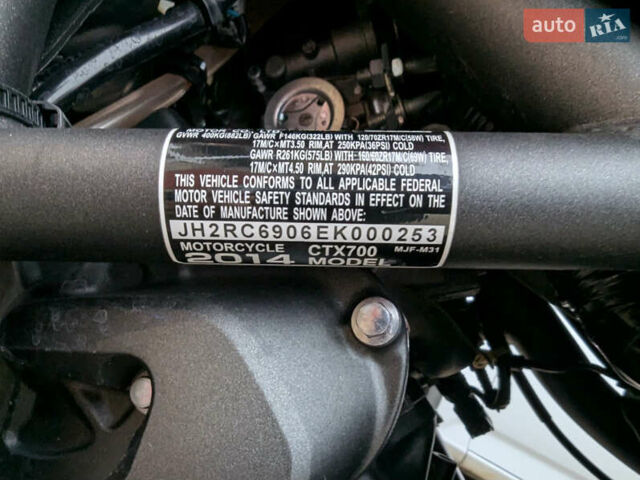 auto RIA.com
GVWR 400KG(882LB) GAWR F146KG(322LB) WITH 120/70ZR17M/C(58W) TIRE,
17M/C×MT3.50 RIM,AT 250KPA(36PSI) COLD
GAWR R261KG(575LB)WITH-160/60ZR17M/C(69W) TIRE,
17M/C×MT4.50 RIM,AT 290KPA(42PSI) COLD
THIS VEHICLE CONFORMS TO ALL APPLICABLE FEDERAL
MOTOR VEHICLE SAFETY STANDARDS IN EFFECT ON THE
DATE OF MANUFACTURE SHOWN ABOVE:
JH2RC6906EK000253
MOTORCYCLE CTX700 MJF-M31
2014 MODEL